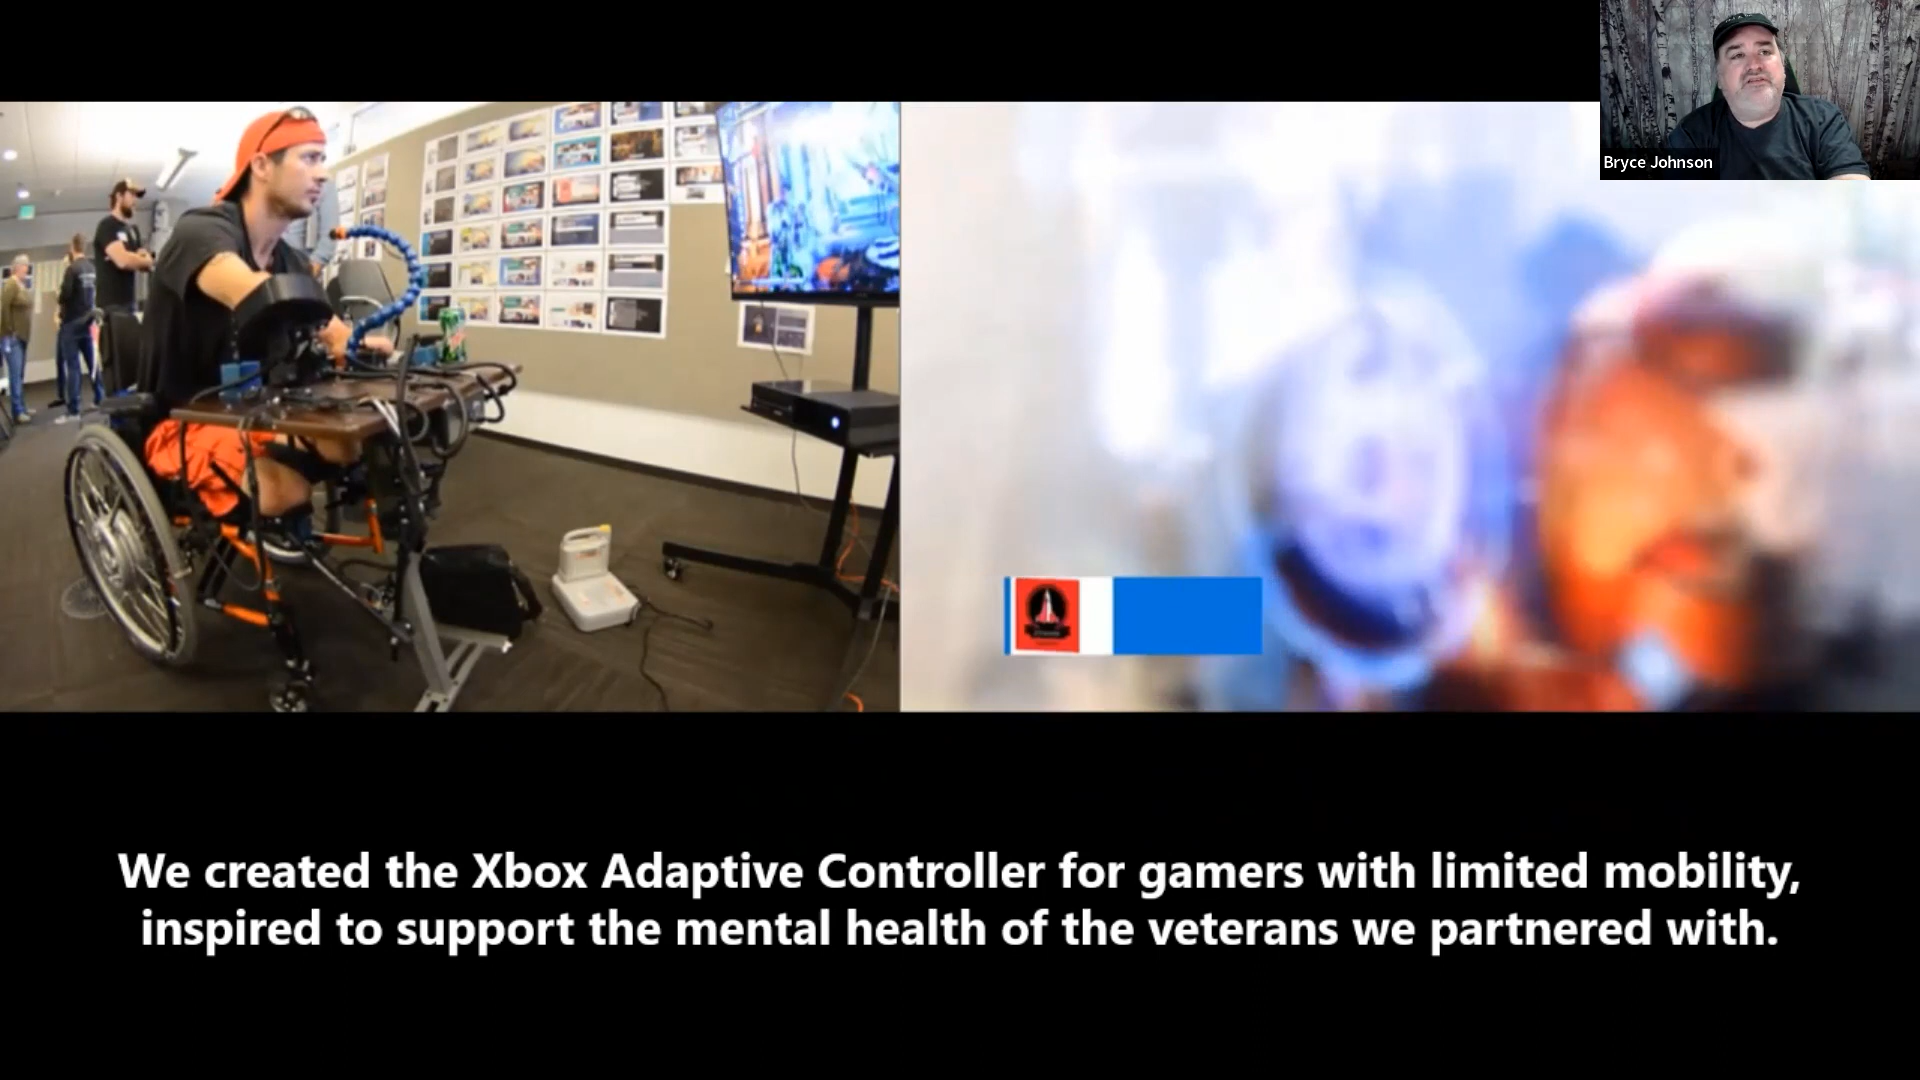 Bryce Johnson
We created the Xbox Adaptive Controller for gamers with limited mobility,
inspired to support the mental health of the veterans we partnered with.